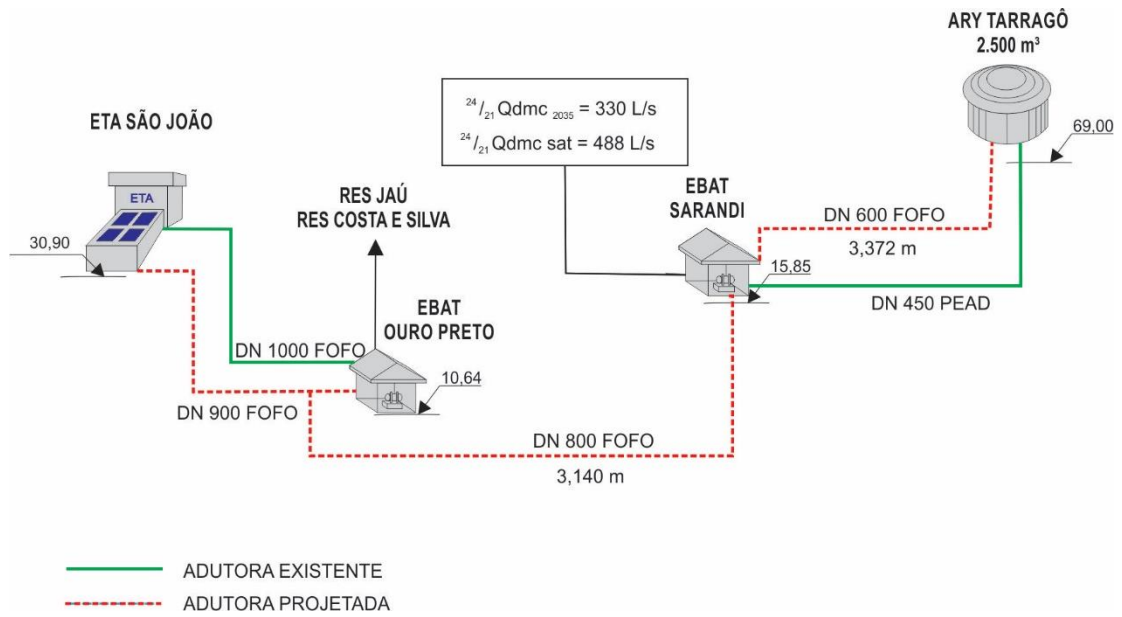 ARY TARRAGÔ
2.500 m³
²⁴/₂₁ Qdmc ₂₀₃₅ = 330 L/s
²⁴/₂₁ Qdmc sat = 488 L/s
ETA SÃO JOÃO
69,00
ETA
RES JAÚ
RES COSTA E SILVA
EBAT
SARANDI
DN 600 FOFO
3,372 m
30,90
15,85
DN 450 PEAD
EBAT
OURO PRETO
DN 1000 FOFO
10,64
DN 900 FOFO
DN 800 FOFO
3,140 m
ADUTORA EXISTENTE
ADUTORA PROJETADA